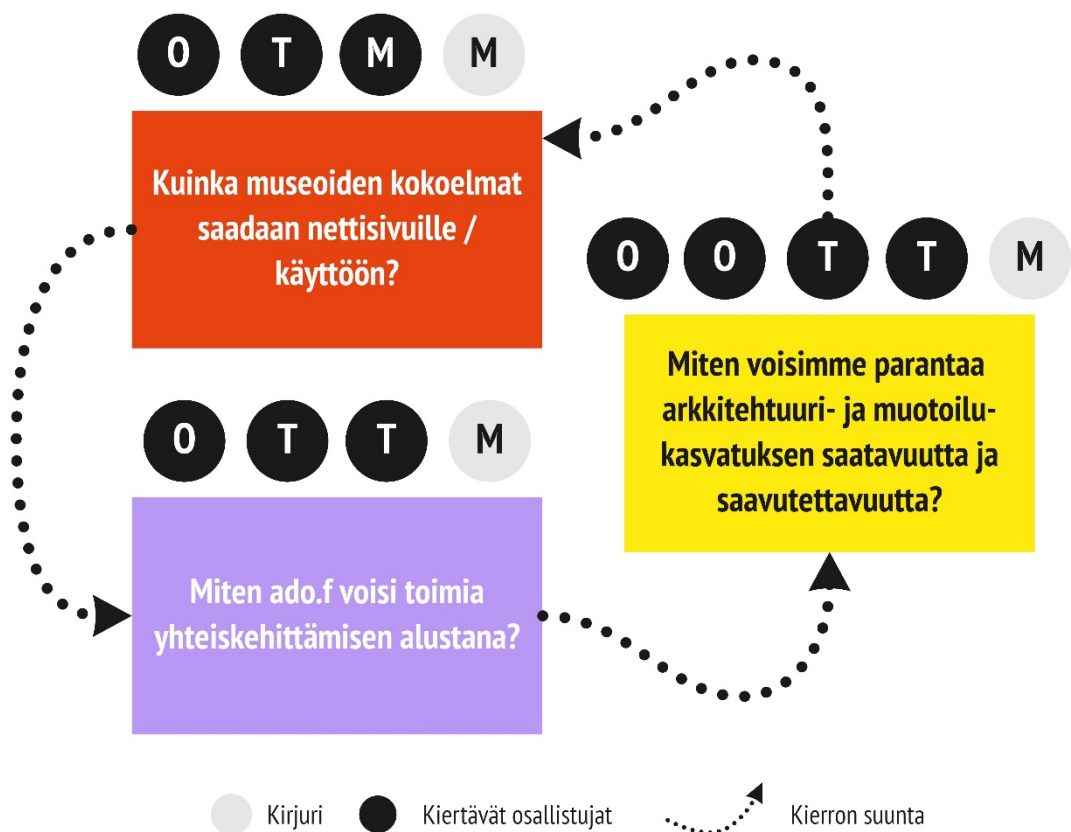 O T M M
Kuinka museoiden kokoelmat
saadaan nettisivuille /
käyttöön?
O O T T M
Miten voisimme parantaa
arkkitehtuuri- ja muotoilu-
kasvatuksen saatavuutta ja
saavutettavuutta?
O T T M
Miten ado.f voisi toimia
yhteiskehittämisen alustana?
Kirjuri
Kiertävät osallistujat
Kierron suunta